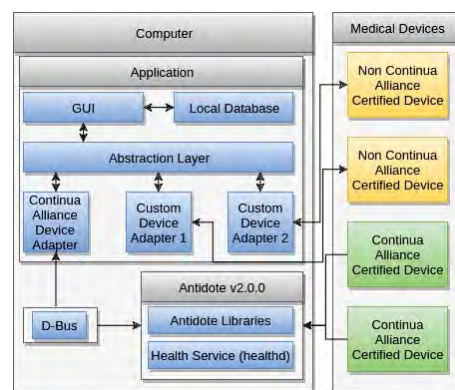 Computer
Application
GUI
Local Database
Abstraction Layer
Continua
Alliance
Device
Adapter
Custom
Device
Adapter 1
Custom
Device
Adapter 2
D-Bus
Antidote v2.0.0
Antidote Libraries
Health Service (healthd)
Medical Devices
Non Continua
Alliance
Certified Device
Non Continua
Alliance
Certified Device
Continua
Alliance
Certified Device
Continua
Alliance
Certified Device